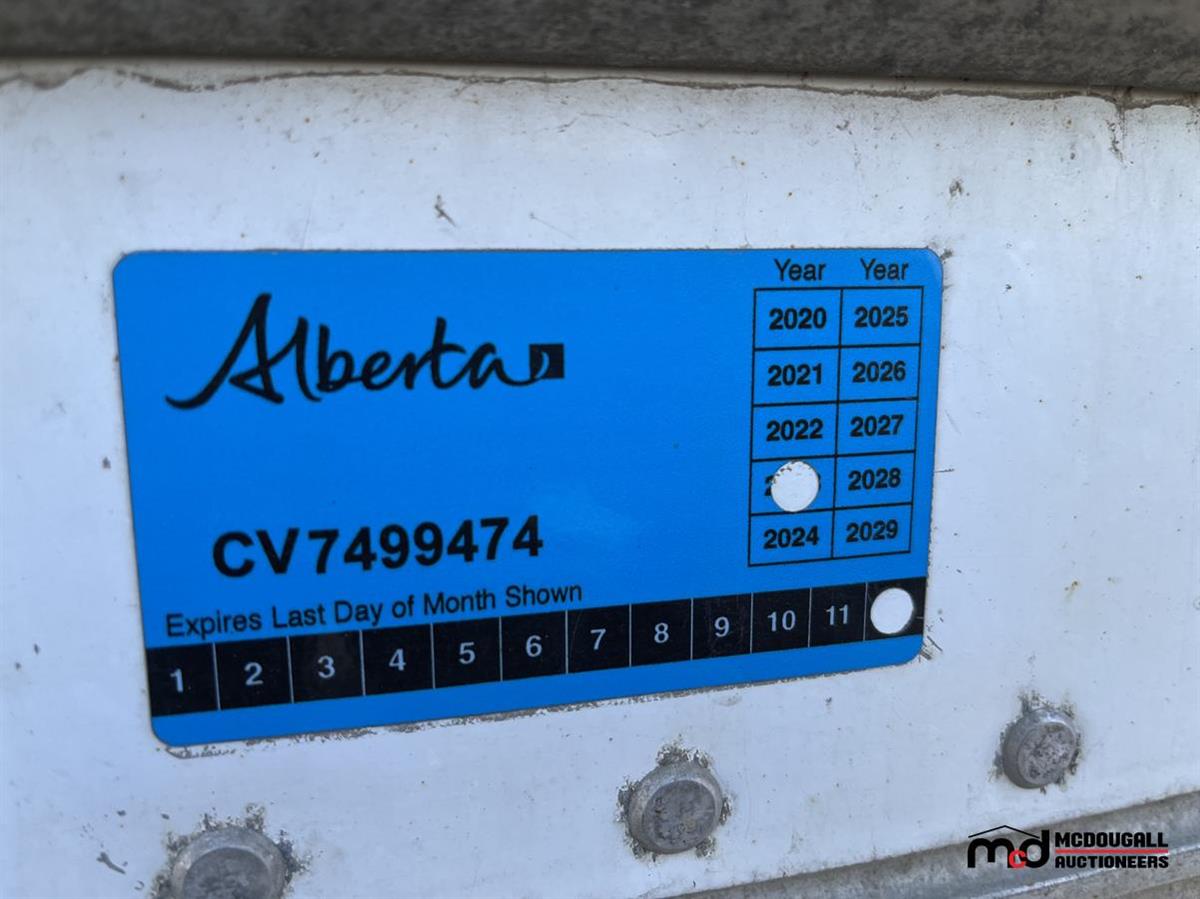 Alberta
Year Year
2020 2025
2021 2026
2022 2027
2028
2024 2029
CV7499474
Expires Last Day of Month Shown
1 2 3 4 5 6 7 8 9 10 11
mcd MCDOUGALL
AUCTIONEERS